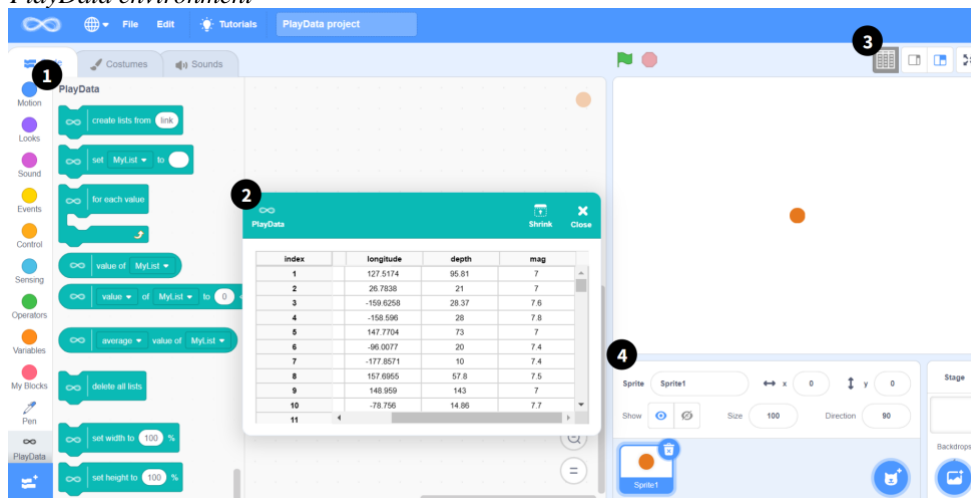 PlayData environment
File Edit Tutorials PlayData project
3
1
Costumes Sounds
Motion
Looks
Sound
Events
Control
Sensing
Operators
Variables
My Blocks
Pen
PlayData
PlayData
create lists from link
set MyList to
for each value
value of MyList
value of MyList to 0
average value of MyList
delete all lists
set width to 100 %
set height to 100 %
2
PlayData Shrink Close
index longitude depth mag
1 127.5174 95.81 7
2 26.7838 21 7
3 -159.6258 28.37 7.6
4 -158.596 28 7.8
5 147.7704 73 7
6 -96.0077 20 7.4
7 -177.8571 10 7.4
8 157.6955 57.8 7.5
9 148.959 143 7
10 -78.756 14.86 7.7
11
4
Sprite Sprite1 x 0 y 0
Show Size 100 Direction 90
Sprite1
Stage
Backdrops